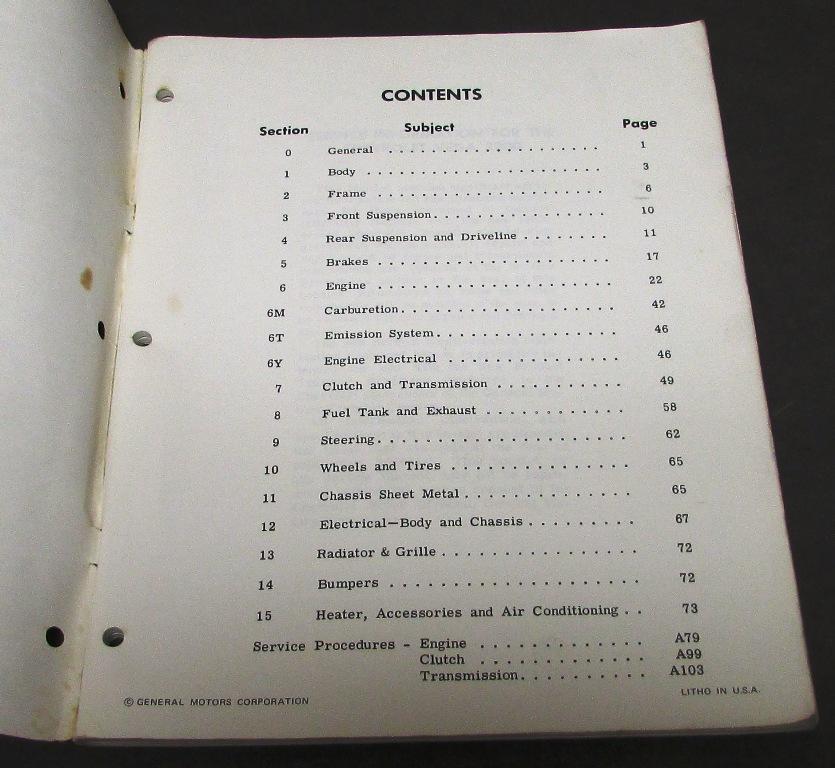 CONTENTS
Section Subject Page
0 General . . . . . . . . . . . . . . . . . 1
1 Body . . . . . . . . . . . . . . . . . . . 3
2 Frame . . . . . . . . . . . . . . . . . . 6
3 Front Suspension. . . . . . . . . . . . . . 10
4 Rear Suspension and Driveline . . . . . . . . 11
5 Brakes . . . . . . . . . . . . . . . . . . 17
6 Engine . . . . . . . . . . . . . . . . . . 22
6M Carburetion. . . . . . . . . . . . . . . . . 42
6T Emission System. . . . . . . . . . . . . . 46
6Y Engine Electrical . . . . . . . . . . . . . 46
7 Clutch and Transmission . . . . . . . . . . 49
8 Fuel Tank and Exhaust . . . . . . . . . . . 58
9 Steering. . . . . . . . . . . . . . . . . . 62
10 Wheels and Tires . . . . . . . . . . . . . 65
11 Chassis Sheet Metal . . . . . . . . . . . . . 65
12 Electrical—Body and Chassis . . . . . . . . . 67
13 Radiator & Grille . . . . . . . . . . . . . . . 72
14 Bumpers . . . . . . . . . . . . . . . . . . 72
15 Heater, Accessories and Air Conditioning . . 73
Service Procedures - Engine . . . . . . . . . . . . . A79
Clutch . . . . . . . . . . . . . A99
Transmission. . . . . . . . . . A103
© GENERAL MOTORS CORPORATION LITHO IN U.S.A.